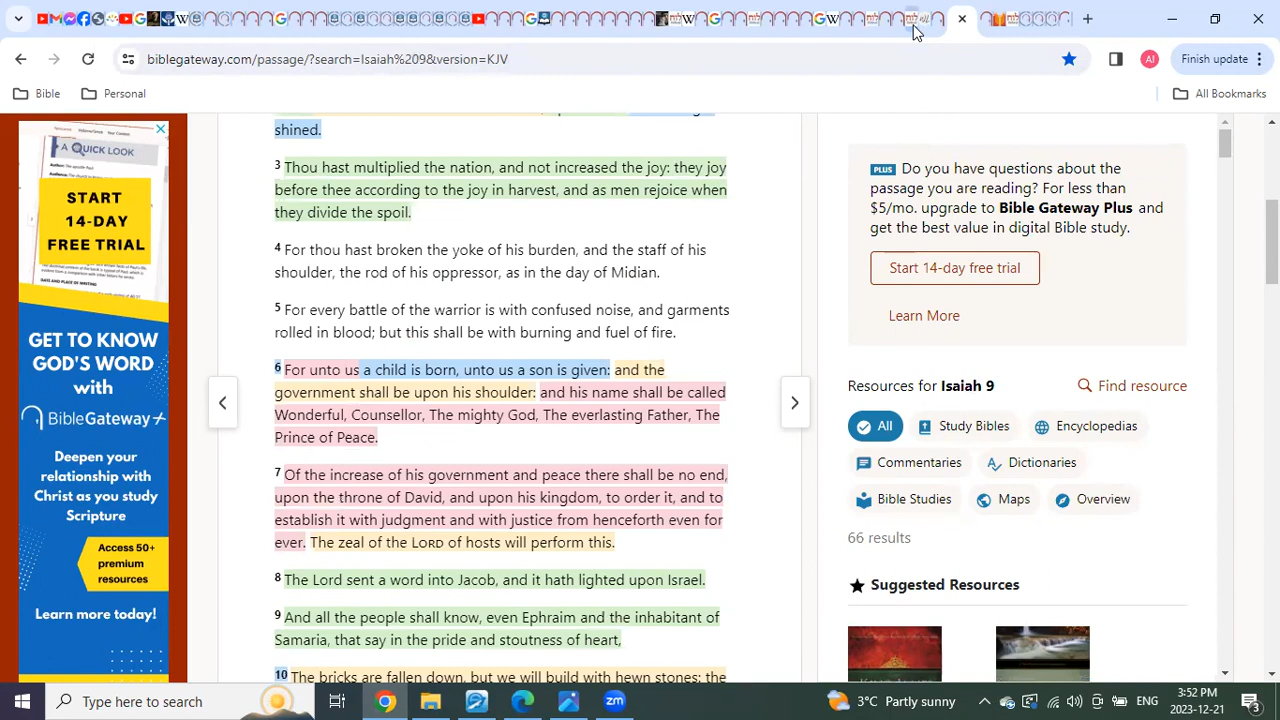 biblegateway.com/passage/?search=Isaiah%209&version=KJV
AI
Finish update
Bible
Personal
All Bookmarks
A QUICK LOOK
START
14-DAY
FREE TRIAL
GET TO KNOW
GOD'S WORD
with
BibleGateway+
Deepen your
relationship with
Christ as you study
Scripture
Access 50+
premium
resources
Learn more today!
shined.
3 Thou hast multiplied the nation, and not increased the joy: they joy
before thee according to the joy in harvest, and as men rejoice when
they divide the spoil.
4 For thou hast broken the yoke of his burden, and the staff of his
shoulder, the rod of his oppressor, as in the day of Midian.
5 For every battle of the warrior is with confused noise, and garments
rolled in blood; but this shall be with burning and fuel of fire.
6 For unto us a child is born, unto us a son is given: and the
government shall be upon his shoulder: and his name shall be called
Wonderful, Counsellor, The mighty God, The everlasting Father, The
Prince of Peace.
7 Of the increase of his government and peace there shall be no end,
upon the throne of David, and upon his kingdom, to order it, and to
establish it with judgment and with justice from henceforth even for
ever. The zeal of the LORD of hosts will perform this.
8 The Lord sent a word into Jacob, and it hath lighted upon Israel.
9 And all the people shall know, even Ephraim and the inhabitant of
Samaria, that say in the pride and stoutness of heart,
10 The bricks are fallen down, but we will build with hewn stones: the
PLUS Do you have questions about the
passage you are reading? For less than
$5/mo. upgrade to Bible Gateway Plus and
get the best value in digital Bible study.
Start 14-day free trial
Learn More
Resources for Isaiah 9
Find resource
All
Study Bibles
Encyclopedias
Commentaries
Dictionaries
Bible Studies
Maps
Overview
66 results
Suggested Resources
Type here to search
3°C Partly sunny
ENG
3:52 PM
2023-12-21
3